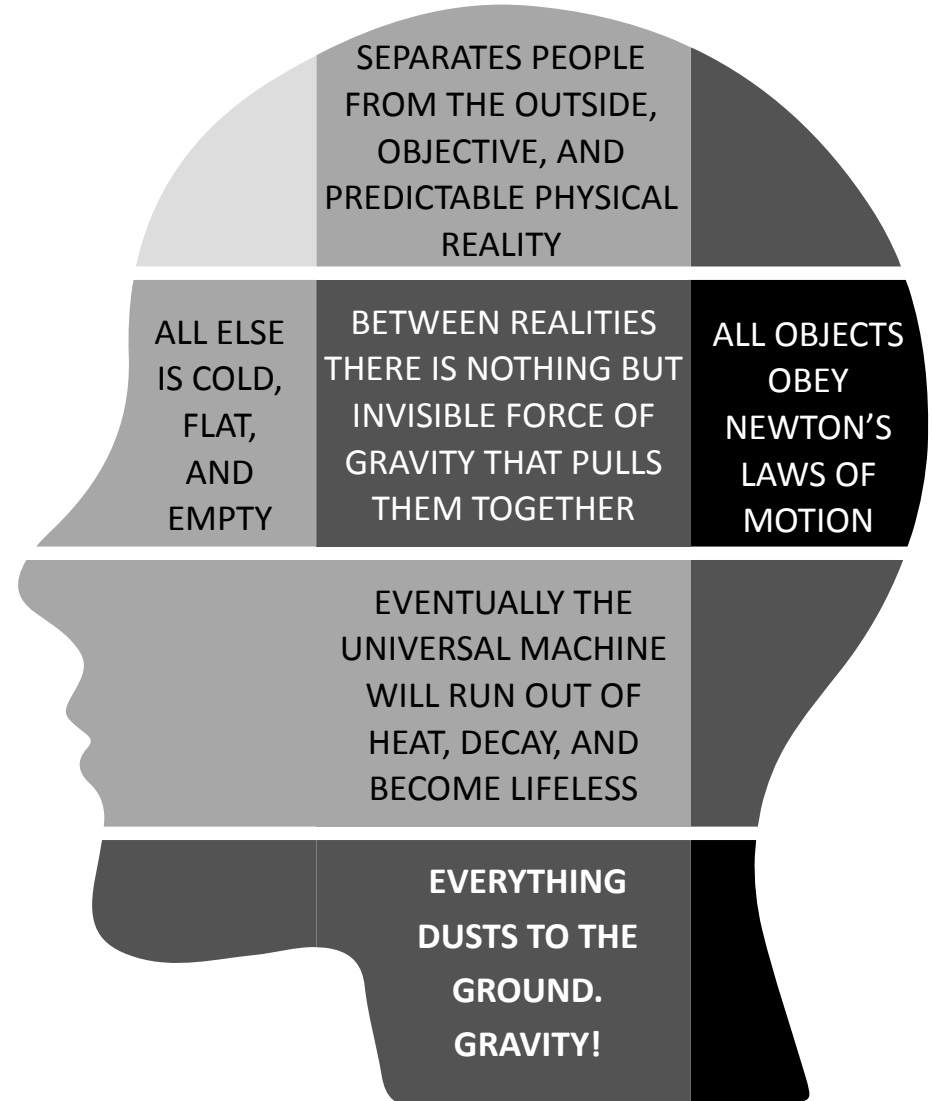 SEPARATES PEOPLE
FROM THE OUTSIDE,
OBJECTIVE, AND
PREDICTABLE PHYSICAL
REALITY
ALL ELSE
IS COLD,
FLAT,
AND
EMPTY
BETWEEN REALITIES
THERE IS NOTHING BUT
INVISIBLE FORCE OF
GRAVITY THAT PULLS
THEM TOGETHER
ALL OBJECTS
OBEY
NEWTON’S
LAWS OF
MOTION
EVENTUALLY THE
UNIVERSAL MACHINE
WILL RUN OUT OF
HEAT, DECAY, AND
BECOME LIFELESS
EVERYTHING
DUSTS TO THE
GROUND.
GRAVITY!